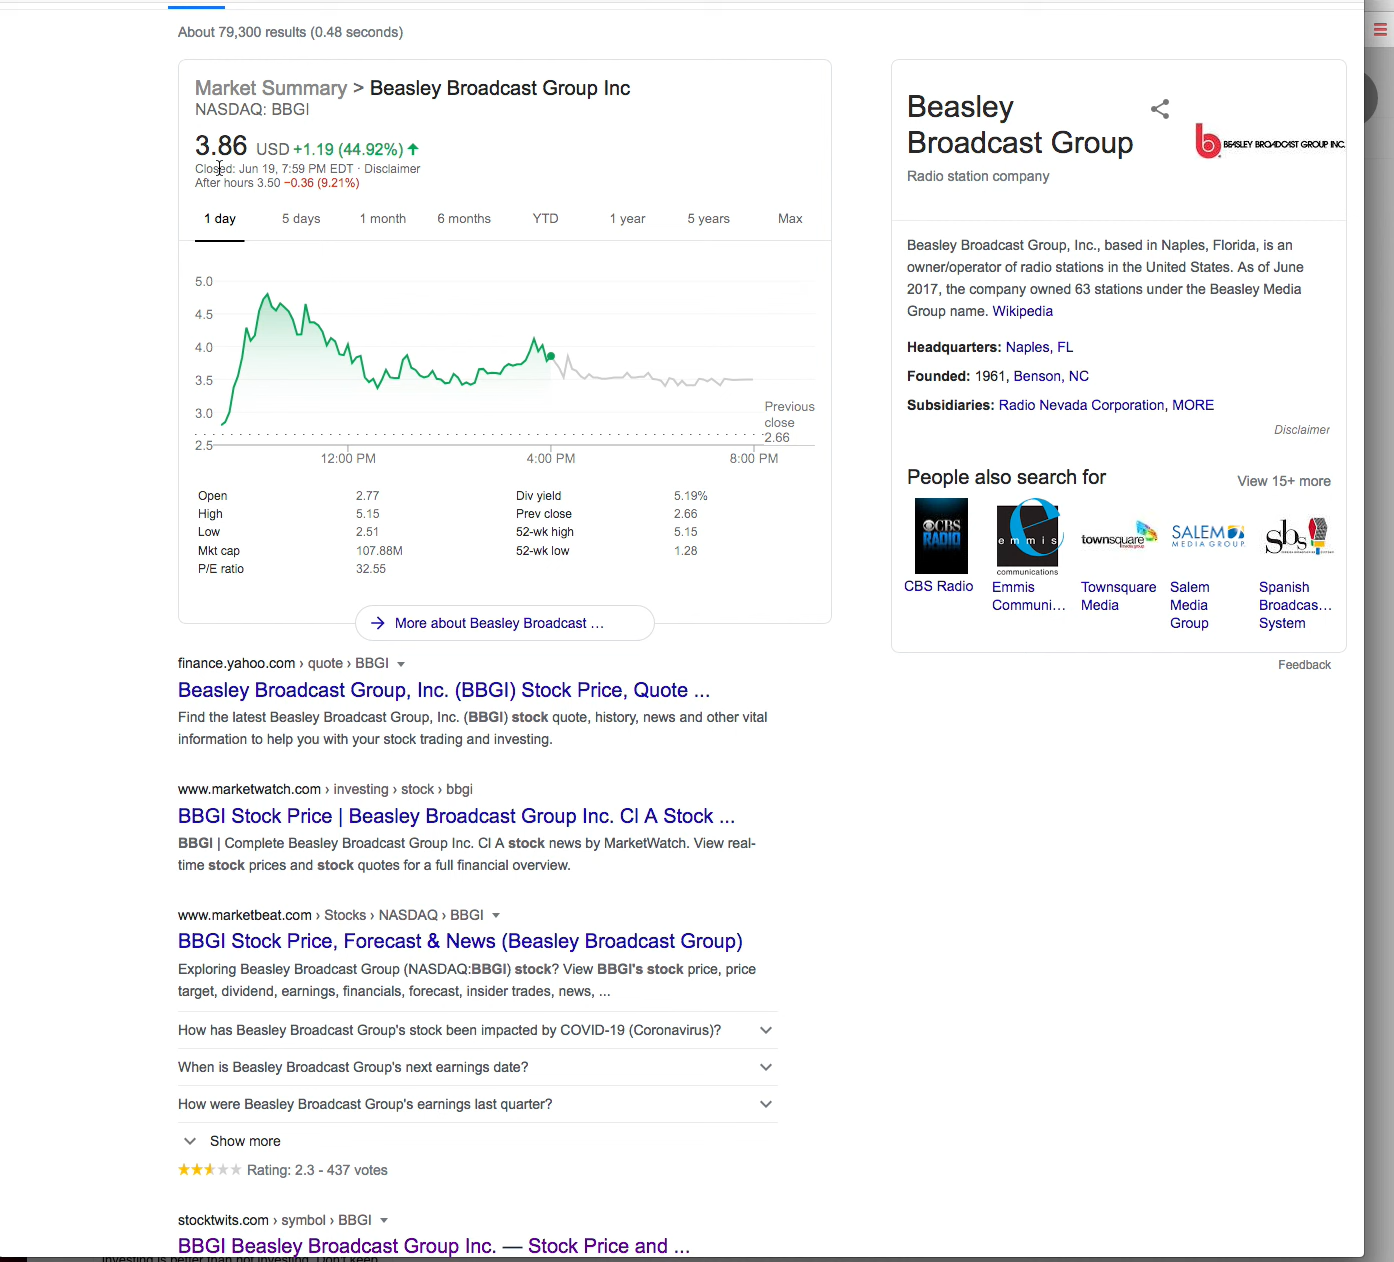 About 79,300 results (0.48 seconds)
Market Summary > Beasley Broadcast Group Inc
NASDAQ: BBGI
3.86 USD +1.19 (44.92%)
Closed: Jun 19, 7:59 PM EDT · Disclaimer
After hours 3.50 −0.36 (9.21%)
1 day 5 days 1 month 6 months YTD 1 year 5 years Max
5.0
4.5
4.0
3.5
3.0
2.5
Previous
close
2.66
12:00 PM 4:00 PM 8:00 PM
Open 2.77 Div yield 5.19%
High 5.15 Prev close 2.66
Low 2.51 52-wk high 5.15
Mkt cap 107.88M 52-wk low 1.28
P/E ratio 32.55
More about Beasley Broadcast ...
finance.yahoo.com › quote › BBGI
Beasley Broadcast Group, Inc. (BBGI) Stock Price, Quote ...
Find the latest Beasley Broadcast Group, Inc. (BBGI) stock quote, history, news and other vital
information to help you with your stock trading and investing.
www.marketwatch.com › investing › stock › bbgi
BBGI Stock Price | Beasley Broadcast Group Inc. Cl A Stock ...
BBGI | Complete Beasley Broadcast Group Inc. Cl A stock news by MarketWatch. View real-
time stock prices and stock quotes for a full financial overview.
www.marketbeat.com › Stocks › NASDAQ › BBGI
BBGI Stock Price, Forecast & News (Beasley Broadcast Group)
Exploring Beasley Broadcast Group (NASDAQ:BBGI) stock? View BBGI's stock price, price
target, dividend, earnings, financials, forecast, insider trades, news, ...
How has Beasley Broadcast Group's stock been impacted by COVID-19 (Coronavirus)?
When is Beasley Broadcast Group's next earnings date?
How were Beasley Broadcast Group's earnings last quarter?
Show more
Rating: 2.3 - 437 votes
stocktwits.com › symbol › BBGI
BBGI Beasley Broadcast Group Inc. — Stock Price and ...
Beasley
Broadcast Group
Radio station company
b BEASLEY BROADCAST GROUP INC.
Beasley Broadcast Group, Inc., based in Naples, Florida, is an
owner/operator of radio stations in the United States. As of June
2017, the company owned 63 stations under the Beasley Media
Group name. Wikipedia
Headquarters: Naples, FL
Founded: 1961, Benson, NC
Subsidiaries: Radio Nevada Corporation, MORE
Disclaimer
People also search for View 15+ more
CBS
RADIO
emmis
communications
townsquare
SALEM
MEDIA GROUP
sbs
CBS Radio
Emmis
Communi...
Townsquare
Media
Salem
Media
Group
Spanish
Broadcas...
System
Feedback